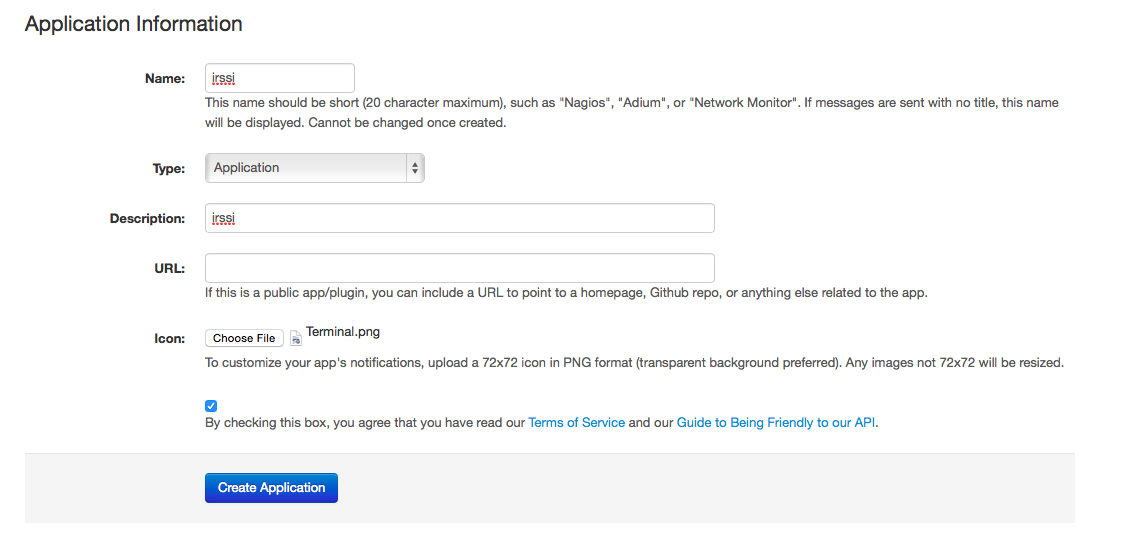 Application Information
Name:
irssi
This name should be short (20 character maximum), such as "Nagios", "Adium", or "Network Monitor". If messages are sent with no title, this name
will be displayed. Cannot be changed once created.
Type:
Application
Description:
irssi
URL:
If this is a public app/plugin, you can include a URL to point to a homepage, Github repo, or anything else related to the app.
Icon:
Choose File Terminal.png
To customize your app's notifications, upload a 72x72 icon in PNG format (transparent background preferred). Any images not 72x72 will be resized.
By checking this box, you agree that you have read our Terms of Service and our Guide to Being Friendly to our API.
Create Application